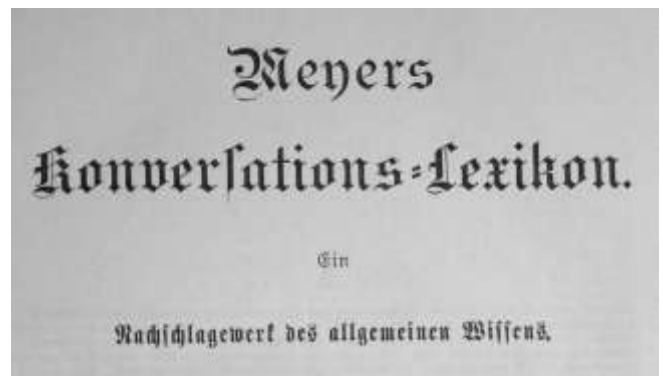 Meyers
Konverſations⸗Lexikon.
Ein
Nachſchlagewerk des allgemeinen Wiſſens.